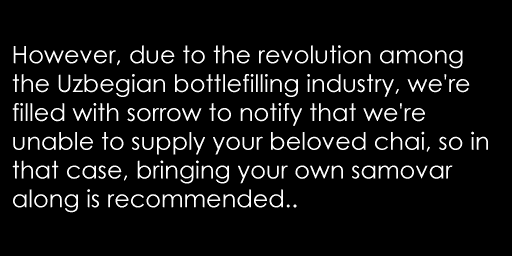 However, due to the revolution among
the Uzbegian bottlefilling industry, we're
filled with sorrow to notify that we're
unable to supply your beloved chai, so in
that case, bringing your own samovar
along is recommended..